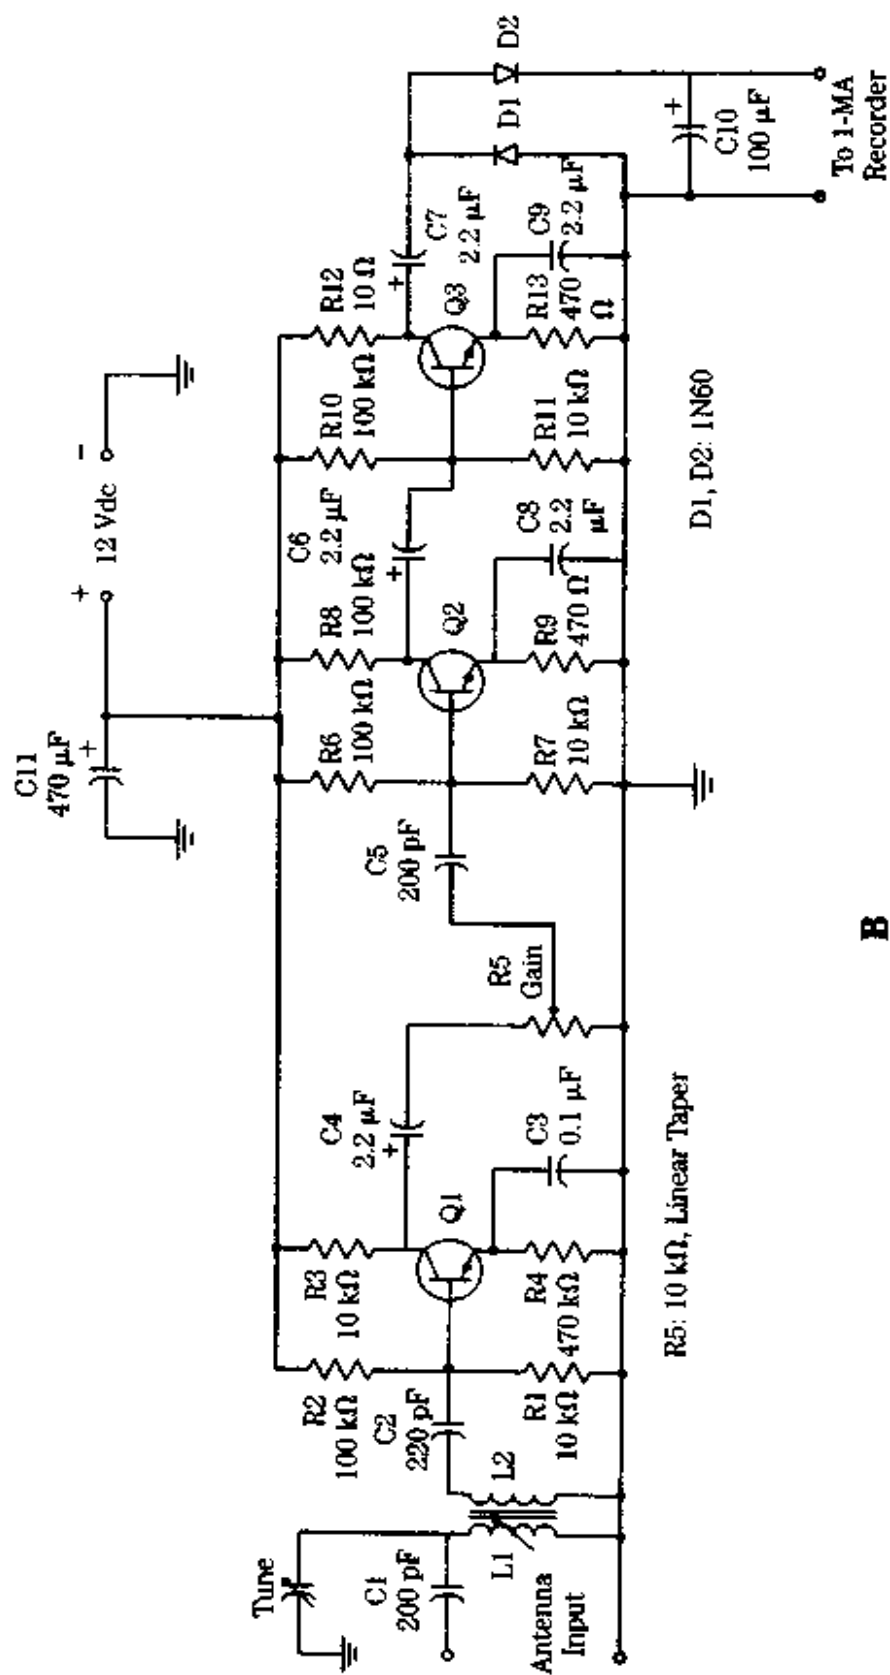 Tune
C1
200 pF
Antenna
Input
L1
L2
C2
220 pF
R2
100 kΩ
R1
10 kΩ
R3
10 kΩ
R4
470 kΩ
Q1
C4
2.2 μF
+
C3
0.1 μF
R5
Gain
R5: 10 kΩ, Linear Taper
C5
200 pF
C11
470 μF
+
+ 12 Vdc -
R6
100 kΩ
R7
10 kΩ
R8
100 kΩ
R9
470 Ω
Q2
C6
2.2 μF
+
C8
2.2
μF
R10
100 kΩ
R11
10 kΩ
R12
10 Ω
R13
470
Ω
Q3
C7
2.2 μF
+
C9
2.2
μF
D1
D2
D1, D2: 1N60
+
C10
100 μF
To 1-MA
Recorder
B